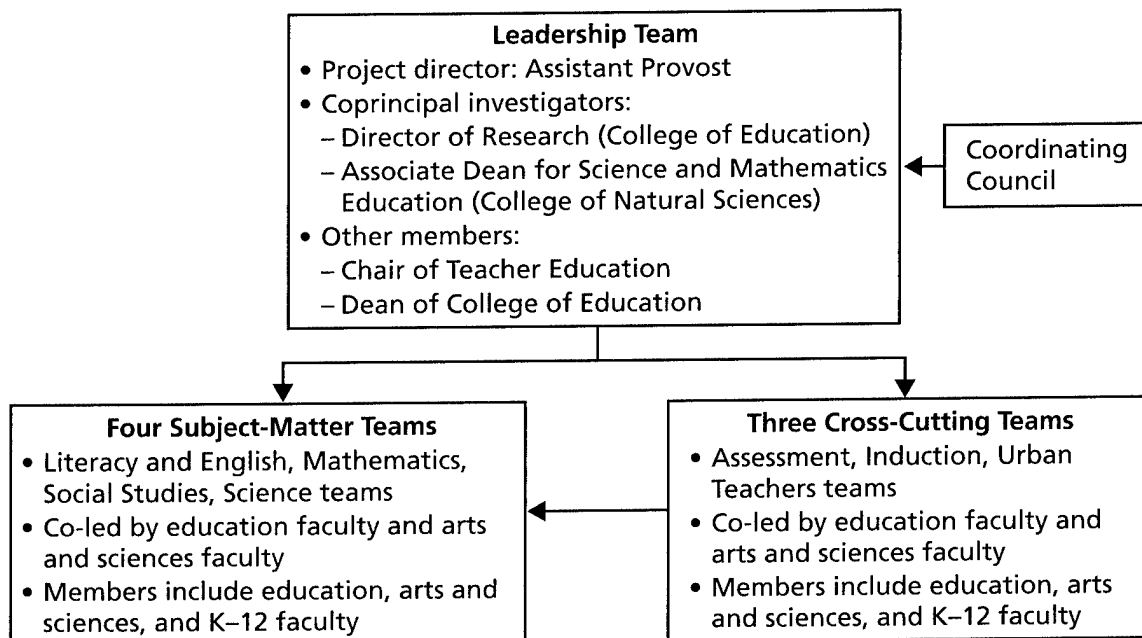 Leadership Team
• Project director: Assistant Provost
• Coprincipal investigators:
– Director of Research (College of Education)
– Associate Dean for Science and Mathematics
Education (College of Natural Sciences)
• Other members:
– Chair of Teacher Education
– Dean of College of Education
Coordinating
Council
Four Subject-Matter Teams
• Literacy and English, Mathematics,
Social Studies, Science teams
• Co-led by education faculty and arts
and sciences faculty
• Members include education, arts and
sciences, and K–12 faculty
Three Cross-Cutting Teams
• Assessment, Induction, Urban
Teachers teams
• Co-led by education faculty and
arts and sciences faculty
• Members include education, arts
and sciences, and K–12 faculty